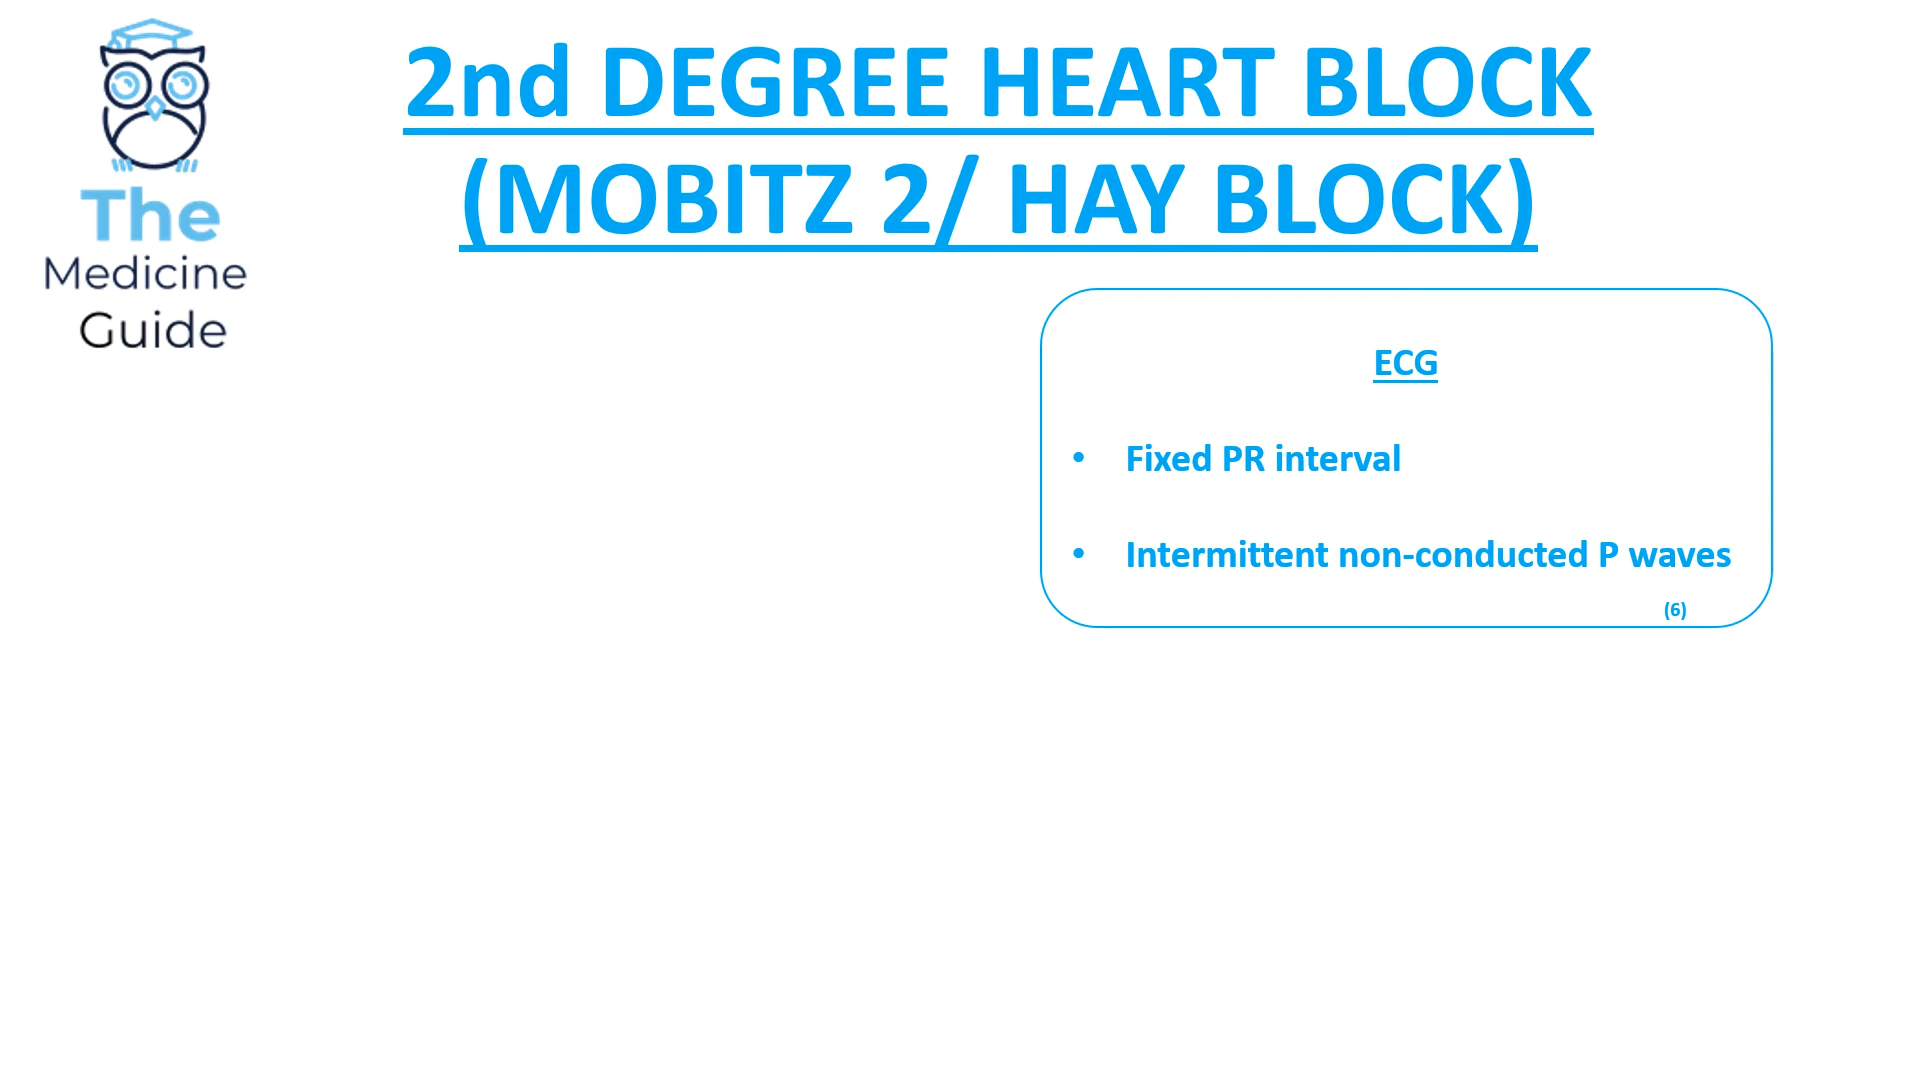 2nd DEGREE HEART BLOCK
(MOBITZ 2/ HAY BLOCK)
The
Medicine
Guide
ECG
• Fixed PR interval
• Intermittent non-conducted P waves
(6)